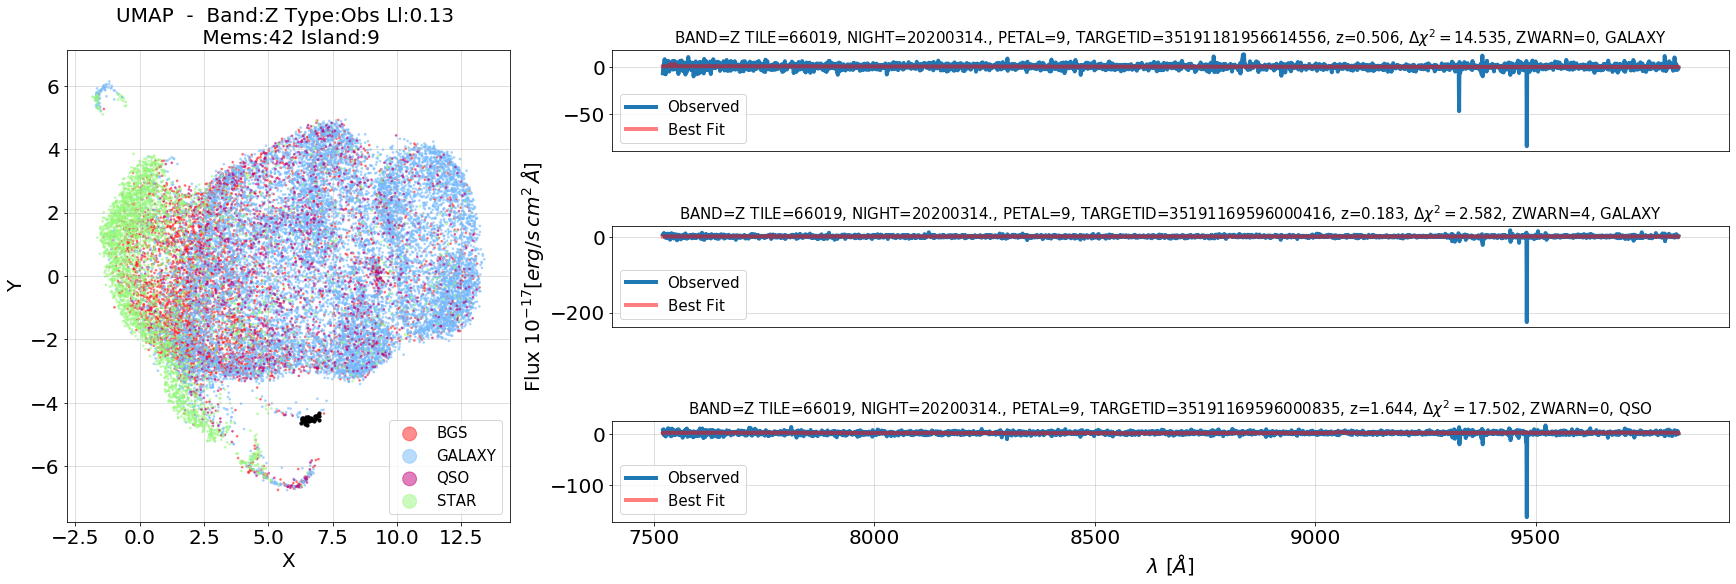 UMAP - Band:Z Type:Obs Ll:0.13
Mems:42 Island:9
6
4
2
0
−2
−4
−6
Y
−2.5 0.0 2.5 5.0 7.5 10.0 12.5
X
BGS
GALAXY
QSO
STAR
Flux 10⁻¹⁷[erg/s cm² Å]
BAND=Z TILE=66019, NIGHT=20200314., PETAL=9, TARGETID=35191181956614556, z=0.506, Δχ² = 14.535, ZWARN=0, GALAXY
0
−50
Observed
Best Fit
BAND=Z TILE=66019, NIGHT=20200314., PETAL=9, TARGETID=35191169596000416, z=0.183, Δχ² = 2.582, ZWARN=4, GALAXY
0
−200
Observed
Best Fit
BAND=Z TILE=66019, NIGHT=20200314., PETAL=9, TARGETID=35191169596000835, z=1.644, Δχ² = 17.502, ZWARN=0, QSO
0
−100
Observed
Best Fit
7500 8000 8500 9000 9500
λ [Å]